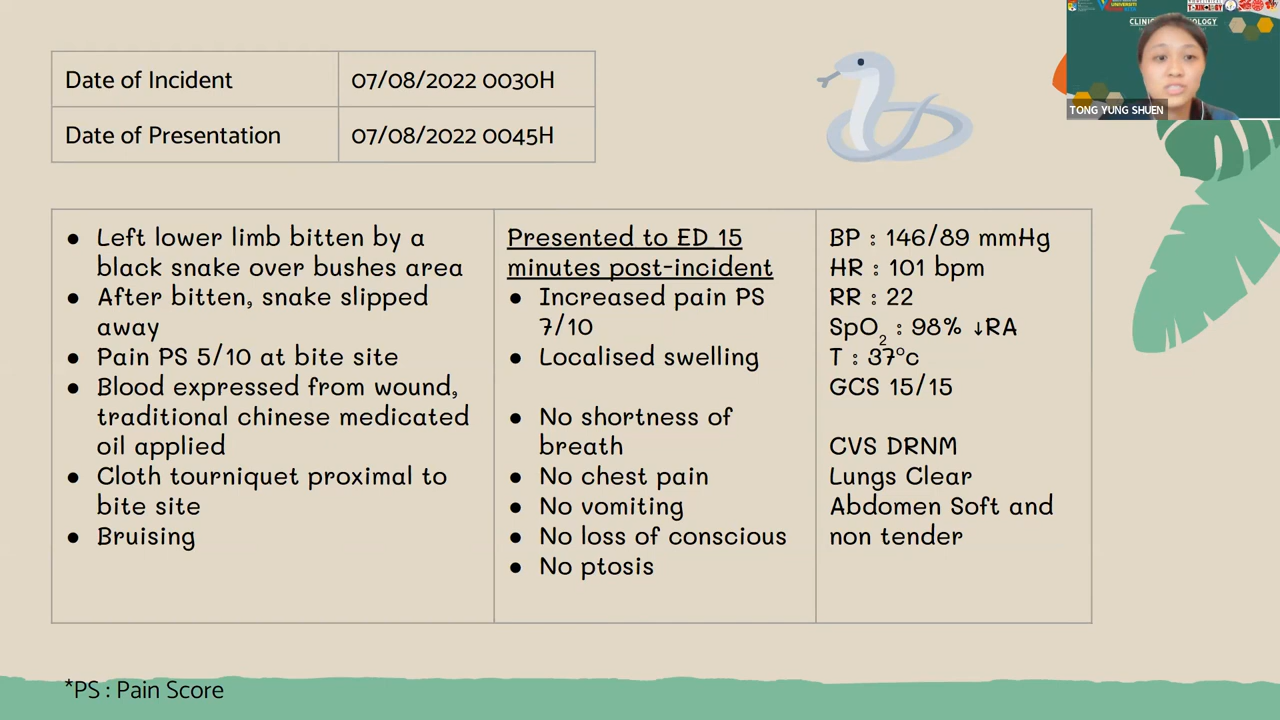 Date of Incident
07/08/2022 0030H
Date of Presentation
07/08/2022 0045H
TONG YUNG SHUEN
● Left lower limb bitten by a
black snake over bushes area
● After bitten, snake slipped
away
● Pain PS 5/10 at bite site
● Blood expressed from wound,
traditional chinese medicated
oil applied
● Cloth tourniquet proximal to
bite site
● Bruising
Presented to ED 15
minutes post-incident
● Increased pain PS
7/10
● Localised swelling
● No shortness of
breath
● No chest pain
● No vomiting
● No loss of conscious
● No ptosis
BP : 146/89 mmHg
HR : 101 bpm
RR : 22
SpO₂ : 98% ↓RA
T : 37°c
GCS 15/15
CVS DRNM
Lungs Clear
Abdomen Soft and
non tender
*PS : Pain Score